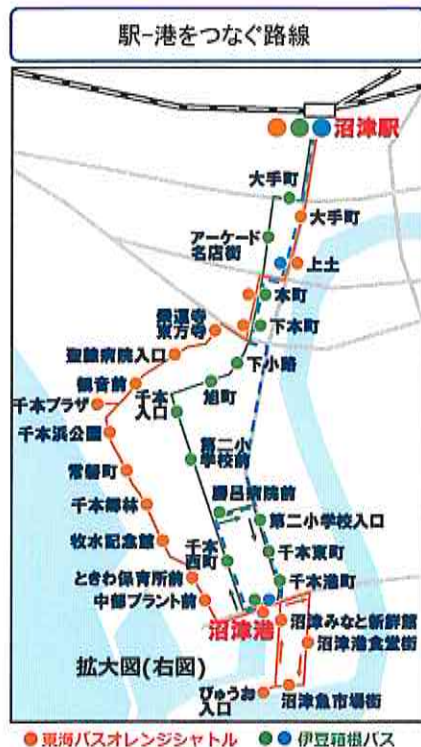 駅-港をつなぐ路線
沼津駅
大手町
大手町
アーケード
名店街
上土
本町
乗運寺
東方寺
下本町
聖隷病院入口
下小路
観音前
旭町
千本プラザ
千本
入口
千本浜公園
第二小
学校前
常磐町
勝呂病院前
千本郷林
第二小学校入口
牧水記念館
千本
西町
千本東町
ときわ保育所前
千本港町
中部プラント前
沼津港
沼津みなと新鮮館
沼津港食堂街
拡大図(右図)
びゅうお
入口
沼津魚市場街
東海バスオレンジシャトル
伊豆箱根バス